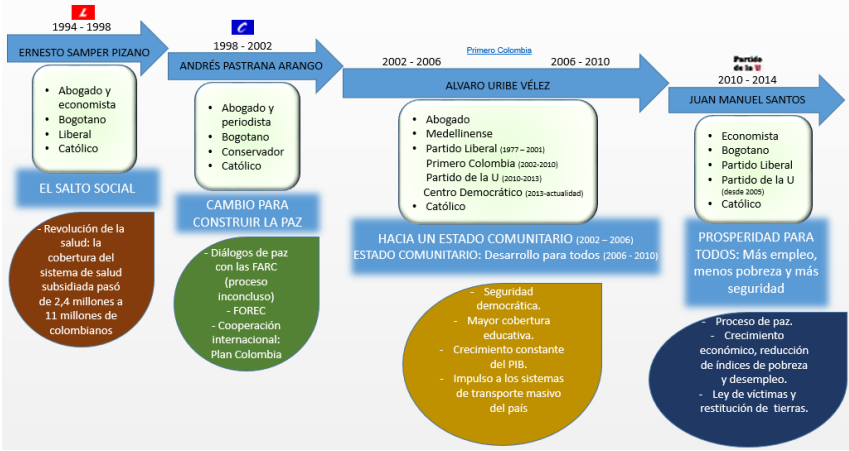 L
1994 - 1998
ERNESTO SAMPER PIZANO
• Abogado y
economista
• Bogotano
• Liberal
• Católico
EL SALTO SOCIAL
- Revolución de la
salud: la
cobertura del
sistema de salud
subsidiada pasó
de 2,4 millones a
11 millones de
colombianos
C
1998 - 2002
ANDRÉS PASTRANA ARANGO
• Abogado y
periodista
• Bogotano
• Conservador
• Católico
CAMBIO PARA
CONSTRUIR LA PAZ
- Diálogos de paz
con las FARC
(proceso
inconcluso)
- FOREC
- Cooperación
internacional:
Plan Colombia
Primero Colombia
2002 - 2006 2006 - 2010
ALVARO URIBE VÉLEZ
• Abogado
• Medellinense
• Partido Liberal (1977 – 2001)
Primero Colombia (2002-2010)
Partido de la U (2010-2013)
Centro Democrático (2013-actualidad)
• Católico
HACIA UN ESTADO COMUNITARIO (2002 – 2006)
ESTADO COMUNITARIO: Desarrollo para todos (2006 - 2010)
- Seguridad
democrática.
- Mayor cobertura
educativa.
- Crecimiento constante
del PIB.
- Impulso a los sistemas
de transporte masivo
del país
Partido
de la U
2010 - 2014
JUAN MANUEL SANTOS
• Economista
• Bogotano
• Partido Liberal
• Partido de la U
(desde 2005)
• Católico
PROSPERIDAD PARA
TODOS: Más empleo,
menos pobreza y más
seguridad
- Proceso de paz.
- Crecimiento
económico, reducción
de índices de pobreza
y desempleo.
- Ley de víctimas y
restitución de tierras.